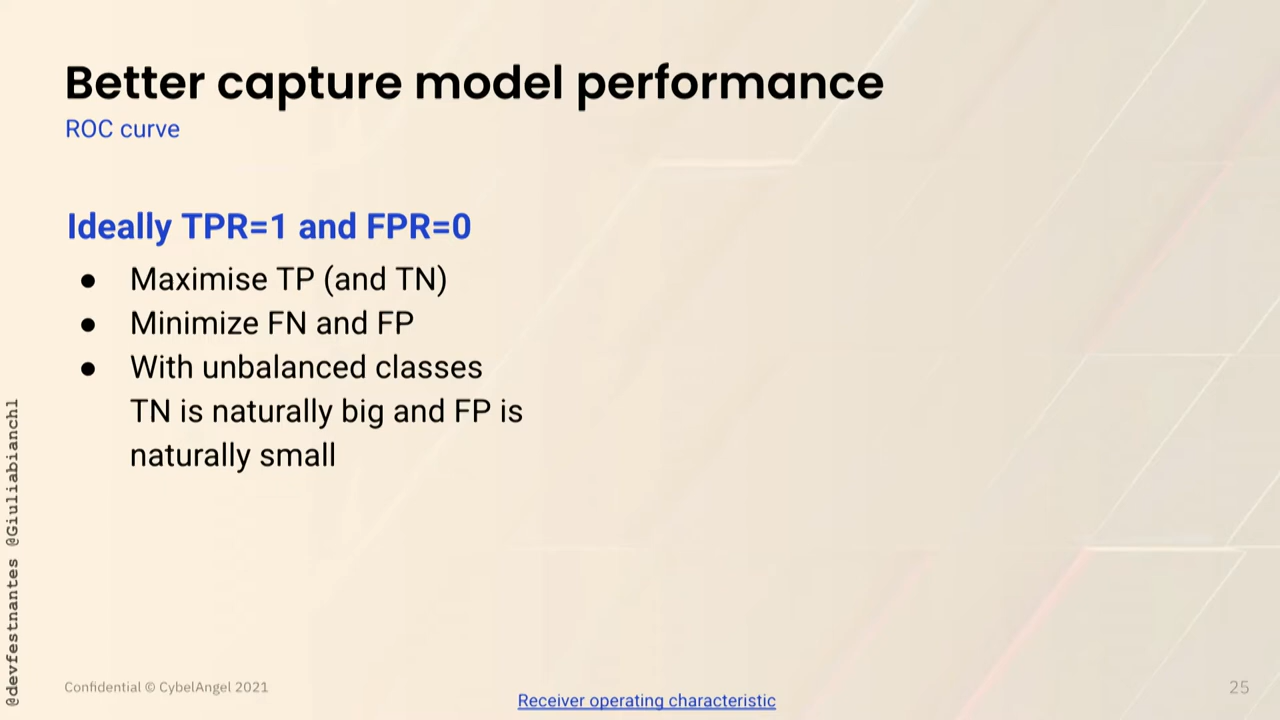 Better capture model performance
ROC curve
Ideally TPR=1 and FPR=0
● Maximise TP (and TN)
● Minimize FN and FP
● With unbalanced classes
TN is naturally big and FP is
naturally small
@devfestnantes @Giuliabianchl
Confidential © CybelAngel 2021
Receiver operating characteristic
25